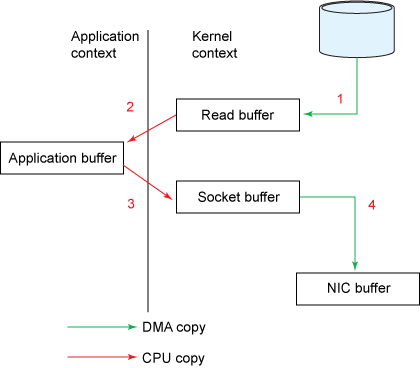 Application
context
Kernel
context
1
2
Read buffer
Application buffer
3
Socket buffer
4
NIC buffer
DMA copy
CPU copy